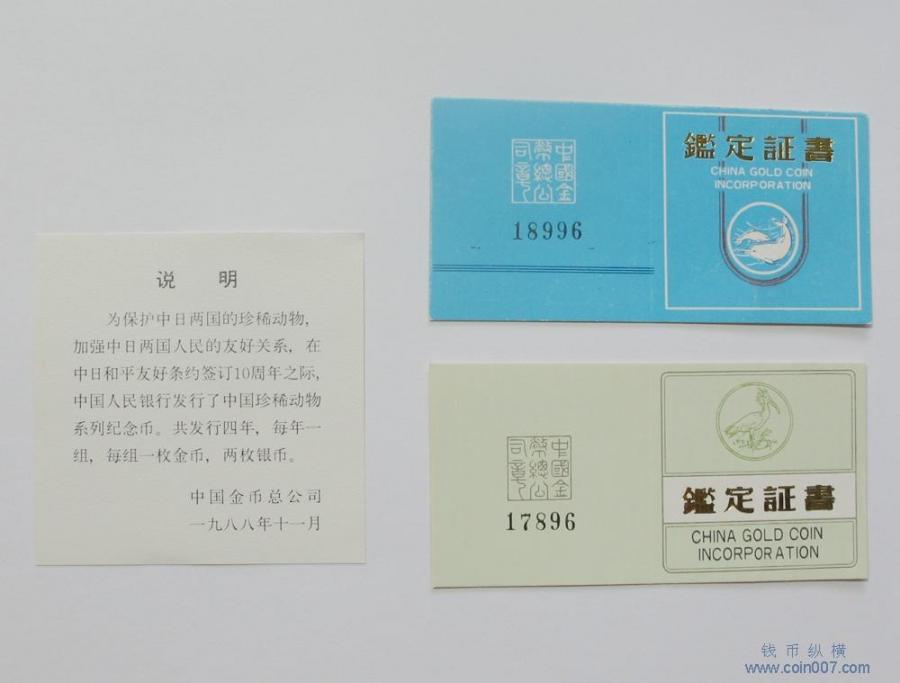 说 明
为保护中日两国的珍稀动物，
加强中日两国人民的友好关系，在
中日和平友好条约签订10周年之际，
中国人民银行发行了中国珍稀动物
系列纪念币。共发行四年，每年一
组，每组一枚金币，两枚银币。
中国金币总公司
一九八八年十一月
中國金
幣總公
司章
18996
鑑定証書
CHINA GOLD COIN
INCORPORATION
中國金
幣總公
司章
17896
鑑定証書
CHINA GOLD COIN
INCORPORATION
钱币纵横
www.coin007.com